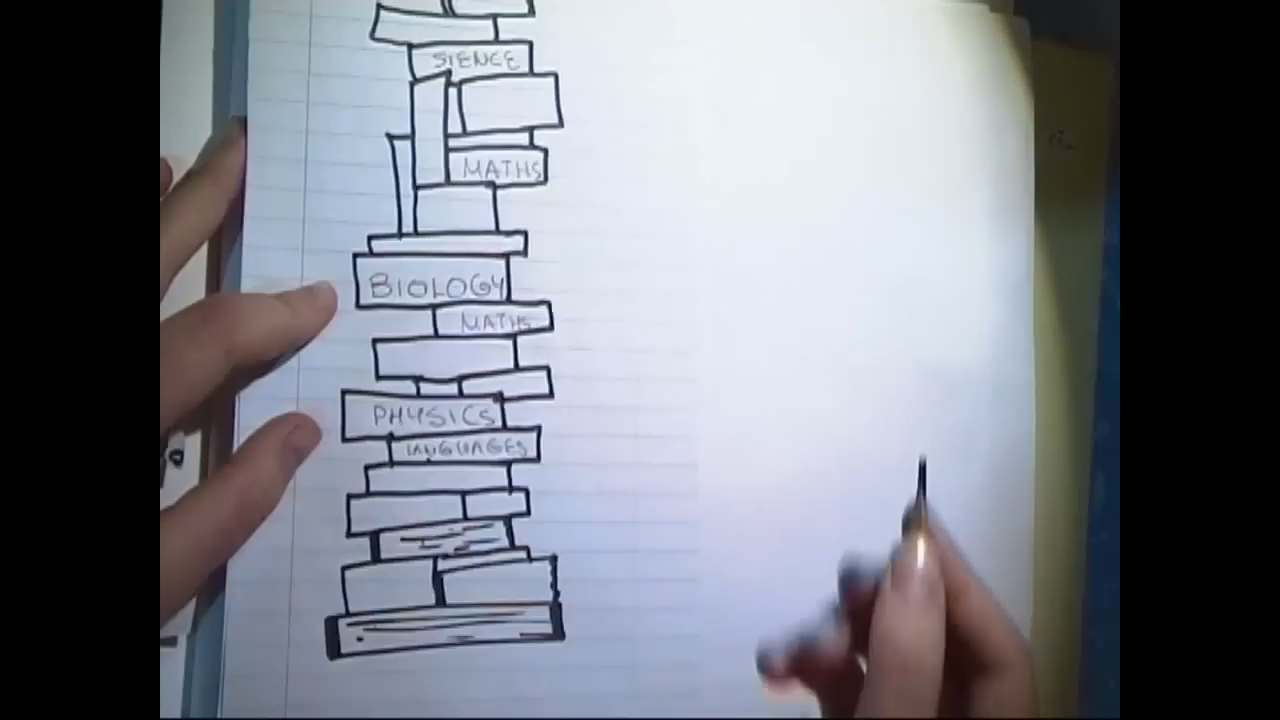 SIENCE
MATHS
BIOLOGY
MATHS
PHYSICS
LANGUAGES